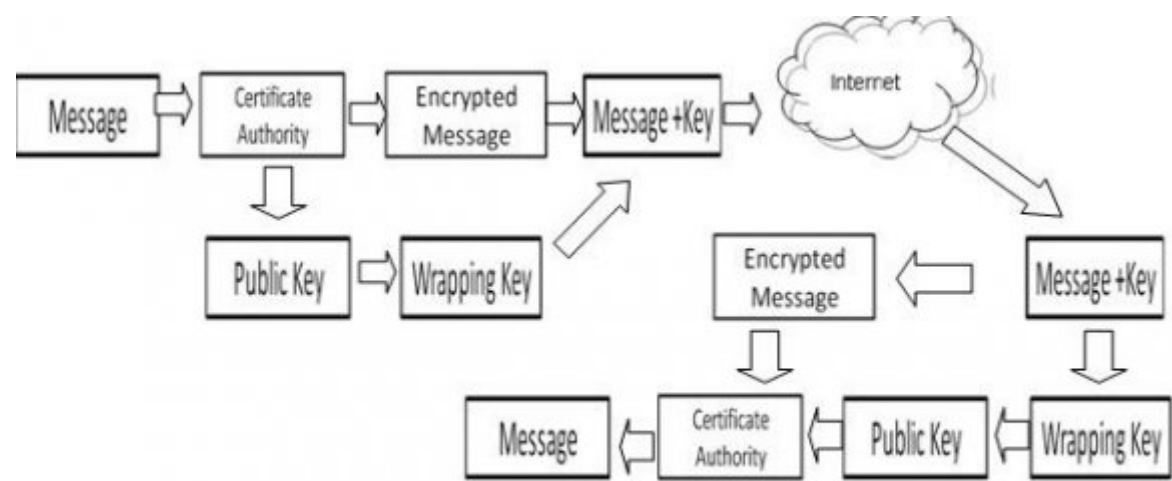 Message
Certificate
Authority
Encrypted
Message
Message +Key
Internet
Public Key
Wrapping Key
Encrypted
Message
Message +Key
Message
Certificate
Authority
Public Key
Wrapping Key